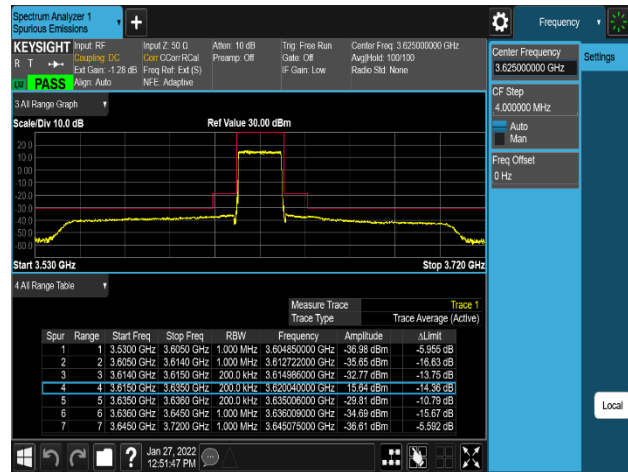 Spectrum Analyzer 1
Spurious Emissions
+
Frequency
KEYSIGHT
R T
LW PASS
Input: RF
Coupling: DC
Ext Gain: -1.28 dB
Align: Auto
Input Z: 50 Ω
Corr CCorr RCal
Freq Ref: Ext (S)
NFE: Adaptive
Atten: 10 dB
Preamp: Off
Trig: Free Run
Gate: Off
IF Gain: Low
Center Freq: 3.625000000 GHz
Avg|Hold: 100/100
Radio Std: None
Center Frequency
3.625000000 GHz
Settings
CF Step
4.000000 MHz
Auto
Man
Freq Offset
0 Hz
3 All Range Graph
Scale/Div 10.0 dB
Ref Value 30.00 dBm
20.0
10.0
0.00
-10.0
-20.0
-30.0
-40.0
-50.0
-60.0
Start 3.530 GHz
Stop 3.720 GHz
4 All Range Table
Measure Trace Trace 1
Trace Type Trace Average (Active)
Spur Range Start Freq Stop Freq RBW Frequency Amplitude ΔLimit
1 1 3.5300 GHz 3.6050 GHz 1.000 MHz 3.604850000 GHz -36.98 dBm -5.955 dB
2 2 3.6050 GHz 3.6140 GHz 1.000 MHz 3.612722000 GHz -35.65 dBm -16.63 dB
3 3 3.6140 GHz 3.6150 GHz 200.0 kHz 3.614986000 GHz -32.77 dBm -13.75 dB
4 4 3.6150 GHz 3.6350 GHz 200.0 kHz 3.620040000 GHz 15.64 dBm -14.36 dB
5 5 3.6350 GHz 3.6360 GHz 200.0 kHz 3.635006000 GHz -29.81 dBm -10.79 dB
6 6 3.6360 GHz 3.6450 GHz 1.000 MHz 3.636009000 GHz -34.69 dBm -15.67 dB
7 7 3.6450 GHz 3.7200 GHz 1.000 MHz 3.645075000 GHz -36.61 dBm -5.592 dB
Local
?
Jan 27, 2022
12:51:47 PM